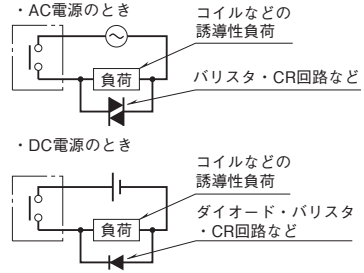 ・AC電源のとき
コイルなどの
誘導性負荷
負荷
バリスタ・CR回路など
・DC電源のとき
コイルなどの
誘導性負荷
負荷
ダイオード・バリスタ
・CR回路など